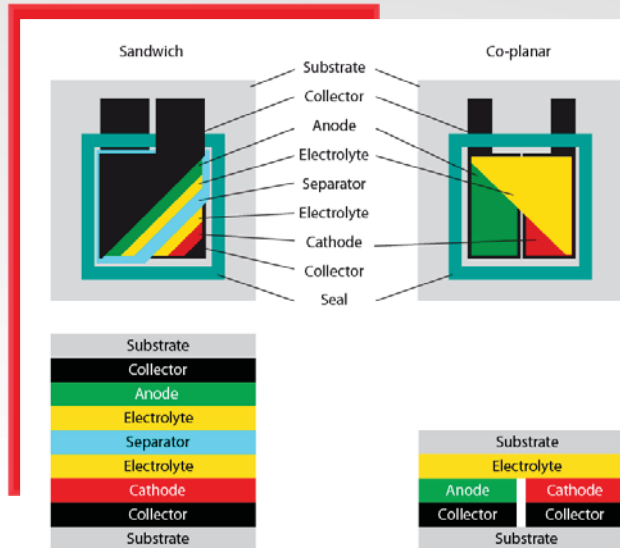 Sandwich
Co-planar
Substrate
Collector
Anode
Electrolyte
Separator
Electrolyte
Cathode
Collector
Seal
Substrate
Collector
Anode
Electrolyte
Separator
Electrolyte
Cathode
Collector
Substrate
Substrate
Electrolyte
Anode Cathode
Collector Collector
Substrate